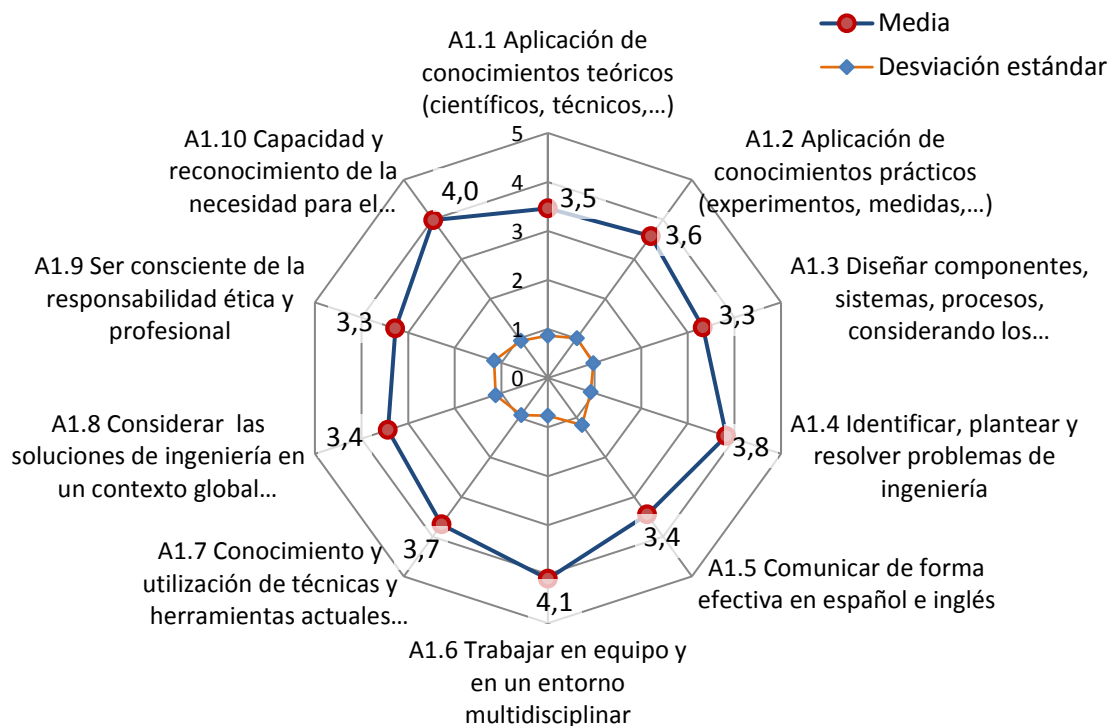 Media
Desviación estándar
A1.1 Aplicación de
conocimientos teóricos
(científicos, técnicos,...)
A1.2 Aplicación de
conocimientos prácticos
(experimentos, medidas,...)
A1.3 Diseñar componentes,
sistemas, procesos,
considerando los...
A1.4 Identificar, plantear y
resolver problemas de
ingeniería
A1.5 Comunicar de forma
efectiva en español e inglés
A1.6 Trabajar en equipo y
en un entorno
multidisciplinar
A1.7 Conocimiento y
utilización de técnicas y
herramientas actuales...
A1.8 Considerar  las
soluciones de ingeniería en
un contexto global...
A1.9 Ser consciente de la
responsabilidad ética y
profesional
A1.10 Capacidad y
reconocimiento de la
necesidad para el...
5
4
3
2
1
0
3,5
3,6
3,3
3,8
3,4
4,1
3,7
3,4
3,3
4,0